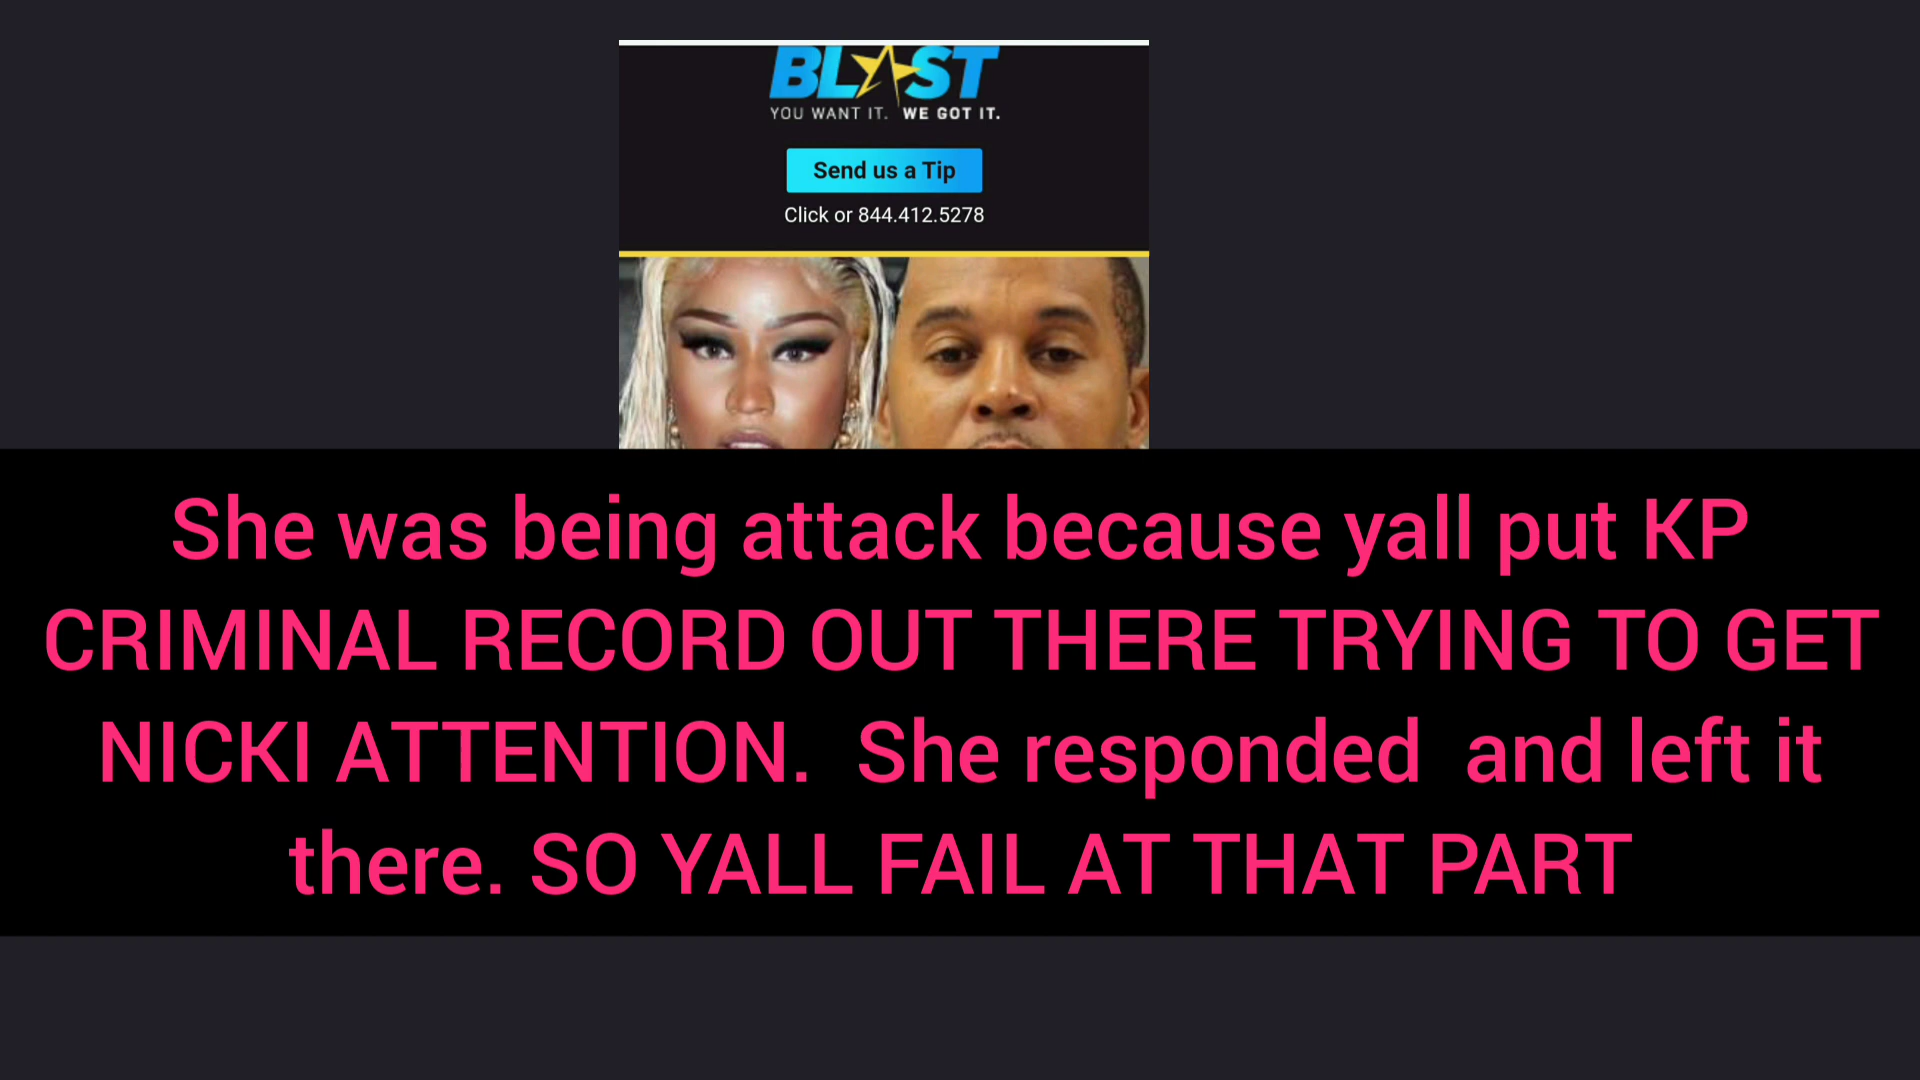 BLAST
YOU WANT IT. WE GOT IT.
Send us a Tip
Click or 844.412.5278
She was being attack because yall put KP
CRIMINAL RECORD OUT THERE TRYING TO GET
NICKI ATTENTION.  She responded  and left it
there. SO YALL FAIL AT THAT PART